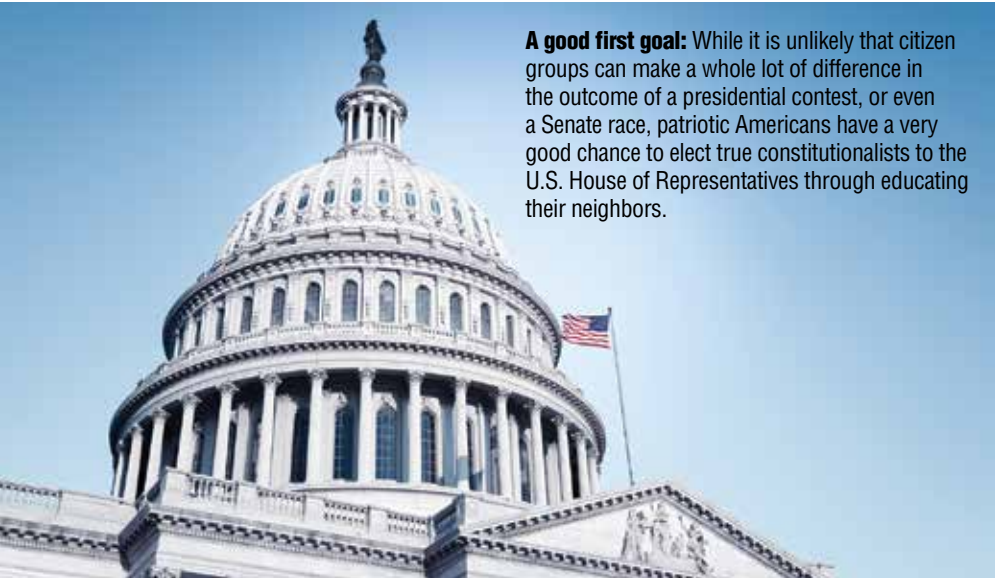 A good first goal: While it is unlikely that citizen
groups can make a whole lot of difference in
the outcome of a presidential contest, or even
a Senate race, patriotic Americans have a very
good chance to elect true constitutionalists to the
U.S. House of Representatives through educating
their neighbors.